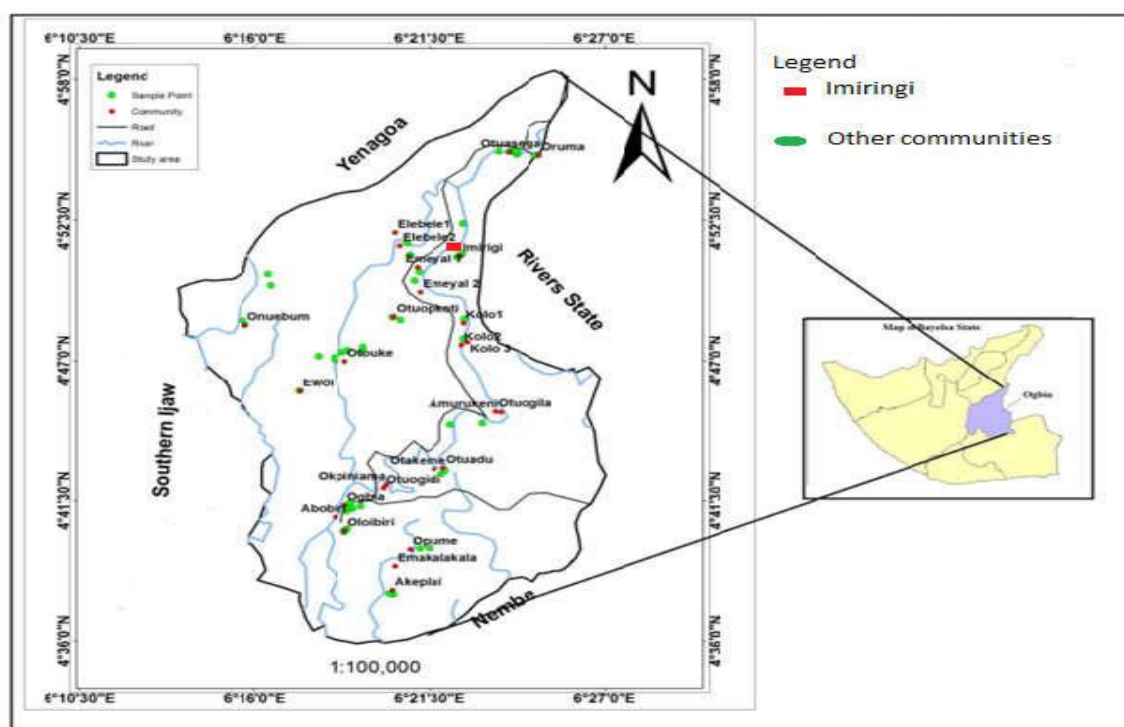 6°10'30"E 6°16'0"E 6°21'30"E 6°27'0"E
4°58'0"N
4°52'30"N
4°47'0"N
4°41'30"N
4°36'0"N
Legend
Sample Point
Community
Road
River
Study area
N
Legend
Imiringi
Other communities
4°58'0"N
4°52'30"N
4°47'0"N
4°41'30"N
4°36'0"N
Yenagoa
Otuasega
Oruma
Elebele1
Elebele2
Imirigi
Emeyal 1
Emeyal 2
Rivers State
Onuebum
Otuopkoti
Kolo1
Kolo2
Kolo 3
Otouke
Ewoi
Southern Ijaw
Amurukeni
Otuogila
Otakeme
Otuadu
Otuogidi
Ogbia
Abobiri
Oloibiri
Opume
Emakalakala
Nembe
1:100,000
6°10'30"E 6°16'0"E 6°21'30"E 6°27'0"E
Map of Bayelsa State
Ogbia